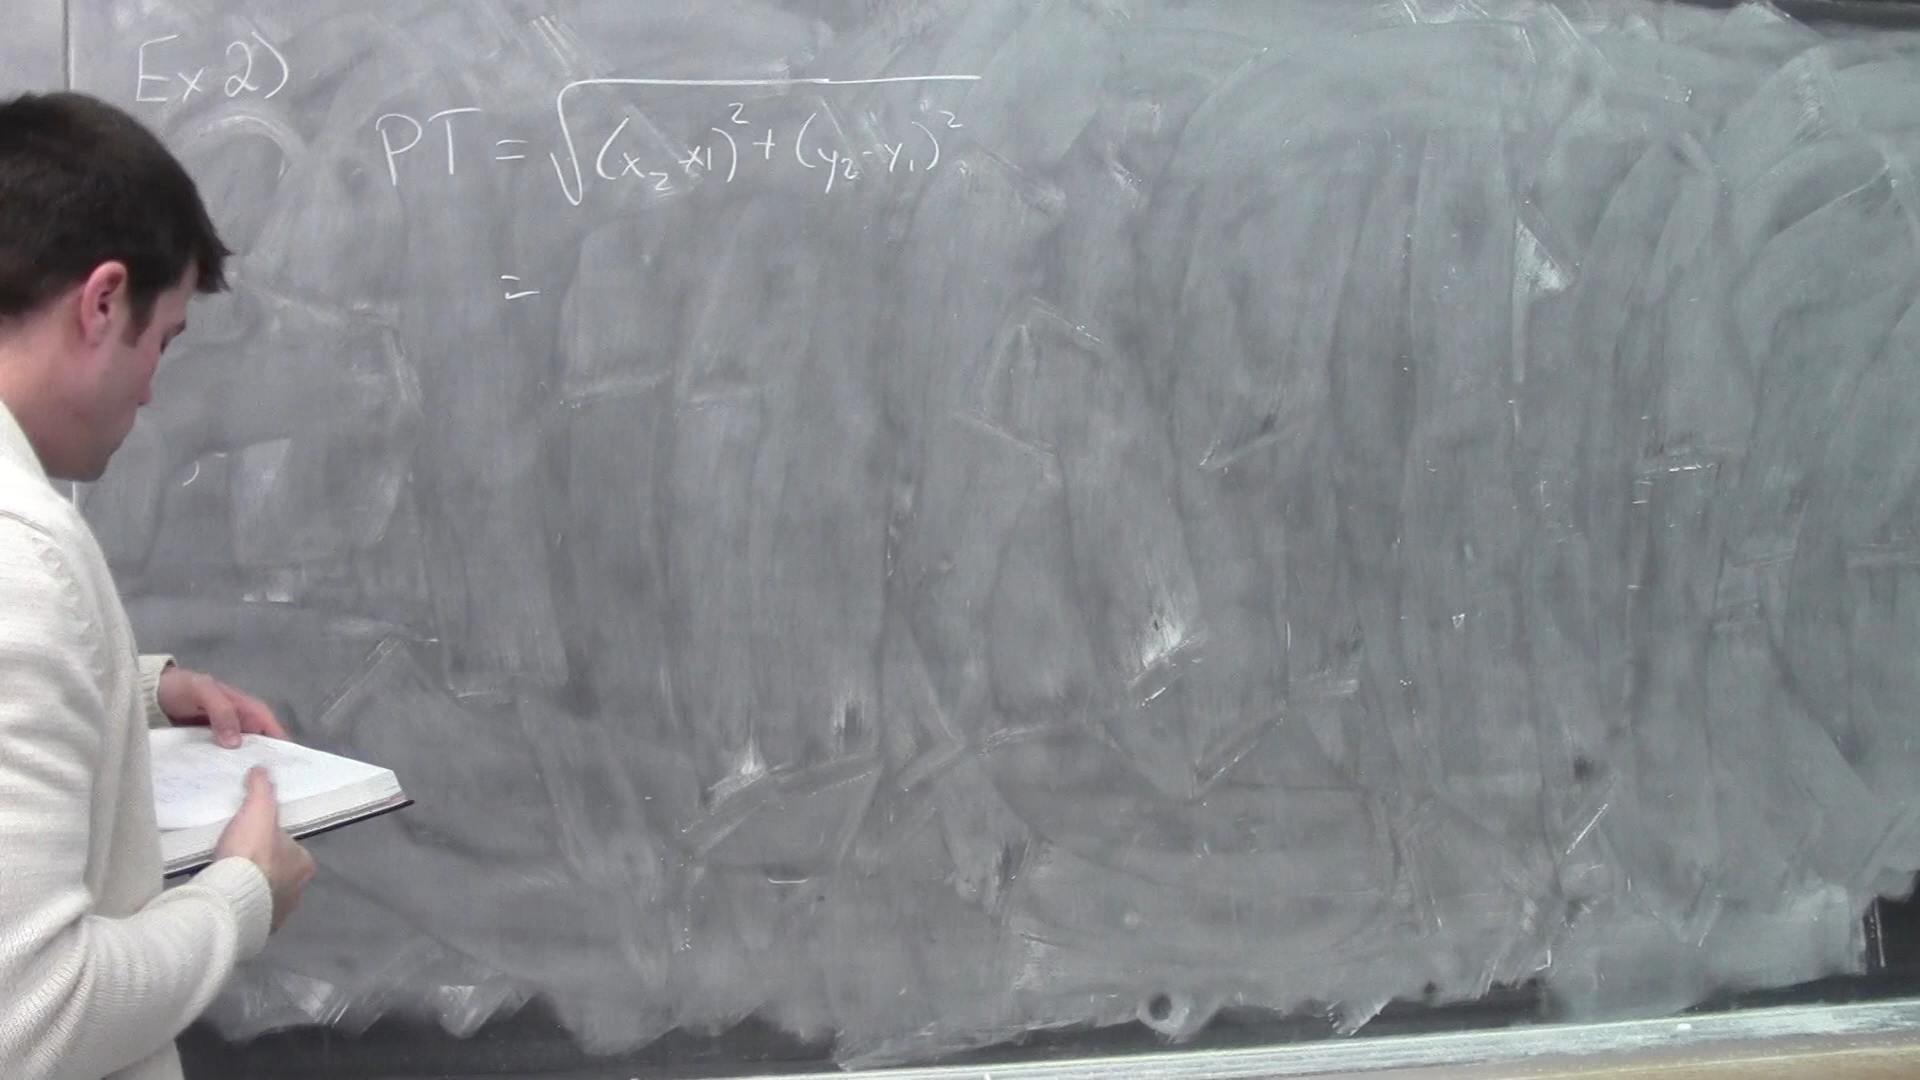 Ex 2)
PT = √(x₂-x1)² + (y₂-y₁)²
=